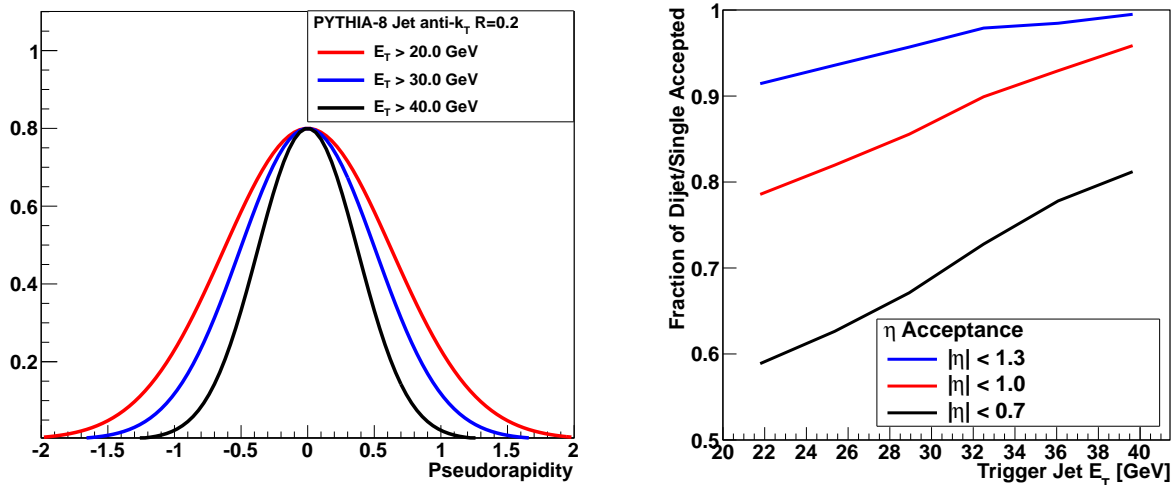 PYTHIA-8 Jet anti-k_T R=0.2
E_T > 20.0 GeV
E_T > 30.0 GeV
E_T > 40.0 GeV
1
0.8
0.6
0.4
0.2
-2 -1.5 -1 -0.5 0 0.5 1 1.5 2
Pseudorapidity
Fraction of Dijet/Single Accepted
1
0.9
0.8
0.7
0.6
0.5
η Acceptance
|η| < 1.3
|η| < 1.0
|η| < 0.7
20 22 24 26 28 30 32 34 36 38 40
Trigger Jet E_T [GeV]